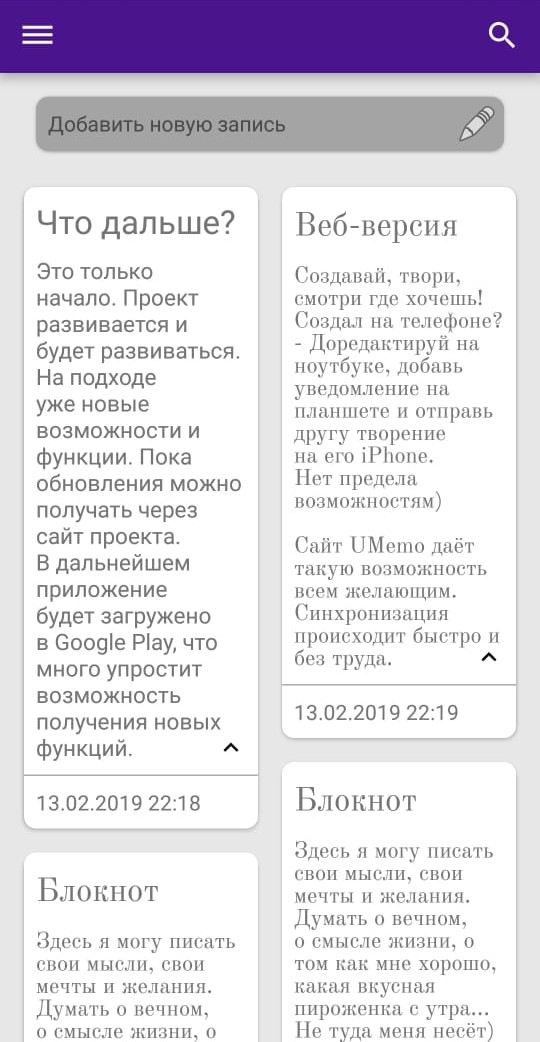 Добавить новую запись
Что дальше?
Это только
начало. Проект
развивается и
будет развиваться.
На подходе
уже новые
возможности и
функции. Пока
обновления можно
получать через
сайт проекта.
В дальнейшем
приложение
будет загружено
в Google Play, что
много упростит
возможность
получения новых
функций.
13.02.2019 22:18
Веб-версия
Создавай, твори,
смотри где хочешь!
Создал на телефоне?
- Доредактируй на
ноутбуке, добавь
уведомление на
планшете и отправь
другу творение
на его iPhone.
Нет предела
возможностям)
Сайт UMemo даёт
такую возможность
всем желающим.
Синхронизация
происходит быстро и
без труда.
13.02.2019 22:19
Блокнот
Здесь я могу писать
свои мысли, свои
мечты и желания.
Думать о вечном,
о смысле жизни, о
Блокнот
Здесь я могу писать
свои мысли, свои
мечты и желания.
Думать о вечном,
о смысле жизни, о
том как мне хорошо,
какая вкусная
пироженка с утра...
Не туда меня несёт)